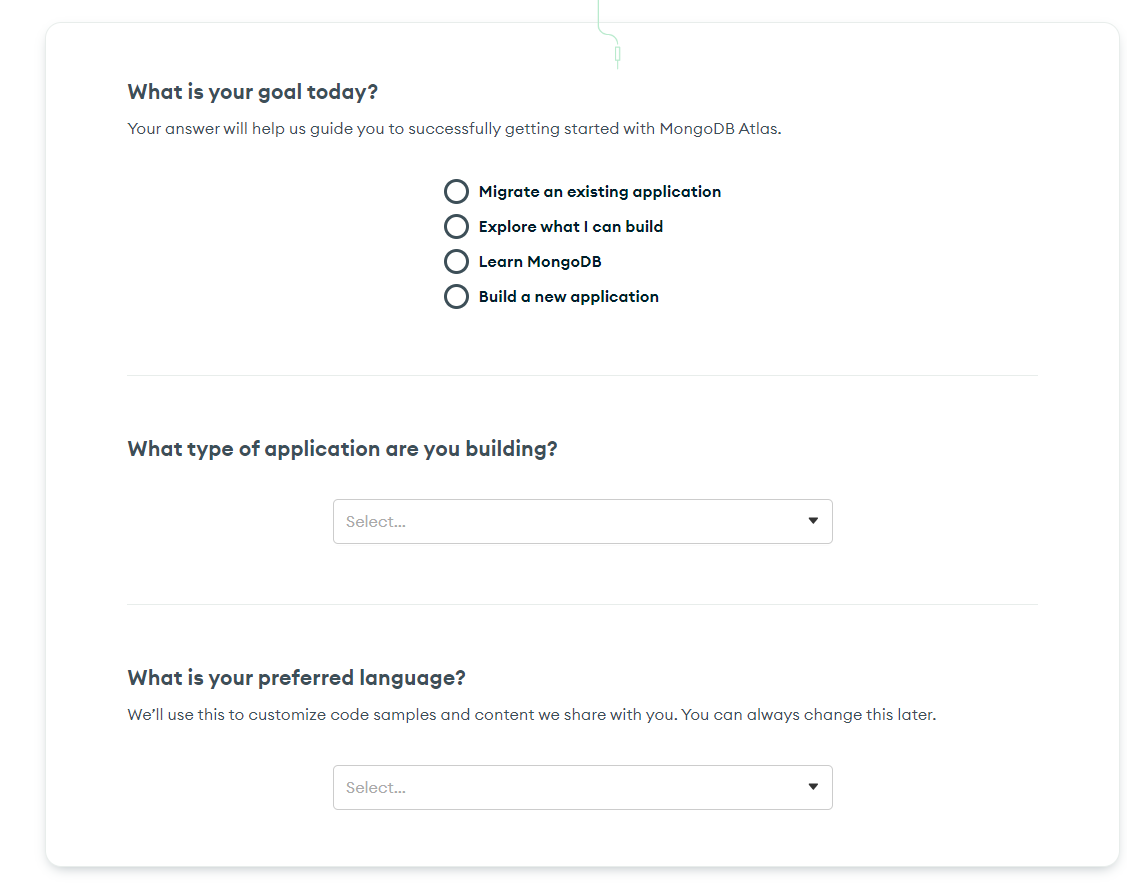 What is your goal today?
Your answer will help us guide you to successfully getting started with MongoDB Atlas.
Migrate an existing application
Explore what I can build
Learn MongoDB
Build a new application
What type of application are you building?
Select...
What is your preferred language?
We’ll use this to customize code samples and content we share with you. You can always change this later.
Select...